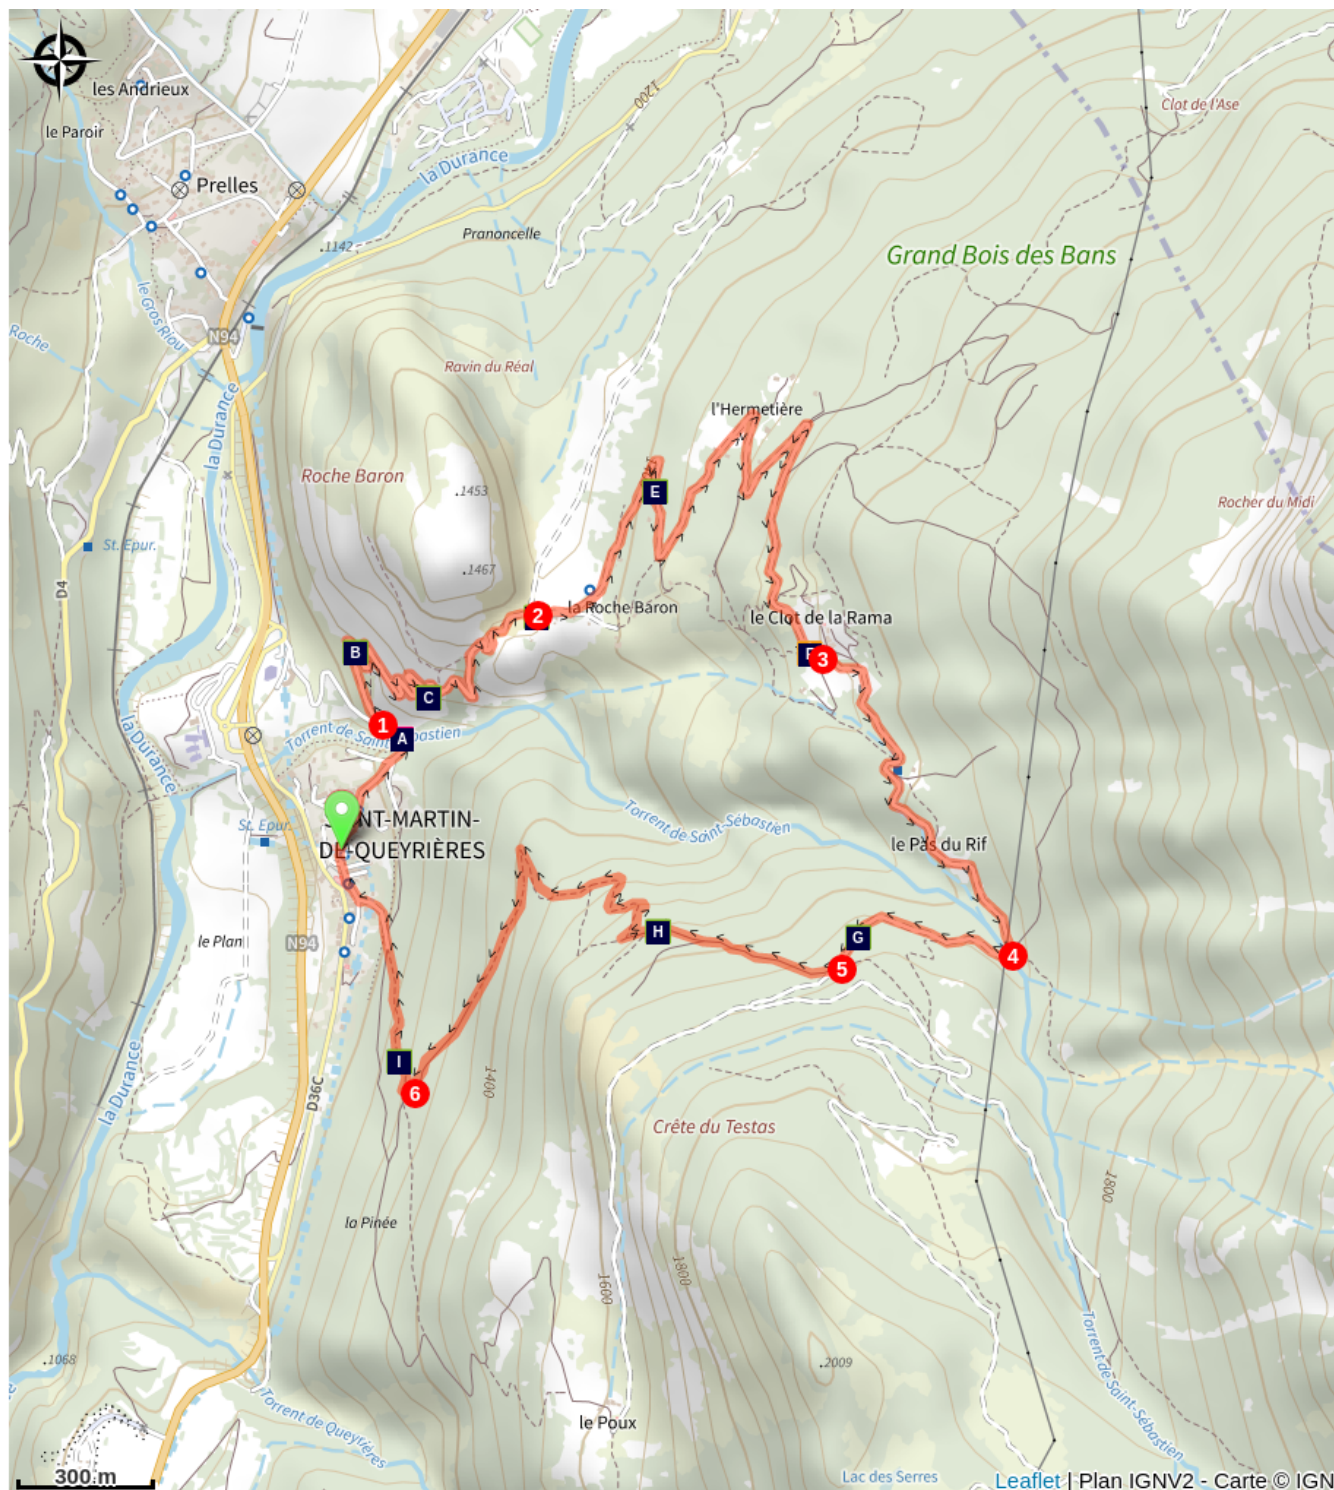 les Andrieux
le Paroir
Prelles
la Durance
1200
Clot de l'Ase
Pranoncelle
.1142
Grand Bois des Bans
le Gros Riou
Roche
N94
Ravin du Réal
la Durance
l'Hermetière
Roche Baron
.1453
E
Rocher du Midi
St. Epur.
D4
.1467
2
la Roche Baron
le Clot de la Rama
B
3
C
1
A
Torrent de Saint-Sébastien
la Durance
St. Epur.
NT-MARTIN-
DE-QUEYRIÈRES
Torrent de Saint-Sébastien
le Pas du Rif
le Plan
N94
H
G
5
4
I
6
1400
la Durance
D36C
Crête du Testas
1800
la Pinée
1600
1800
.1068
.2009
Torrent de Saint-Sébastien
Torrent de Queyrières
le Poux
Lac des Serres
300 m
Leaflet | Plan IGNV2 - Carte © IGN